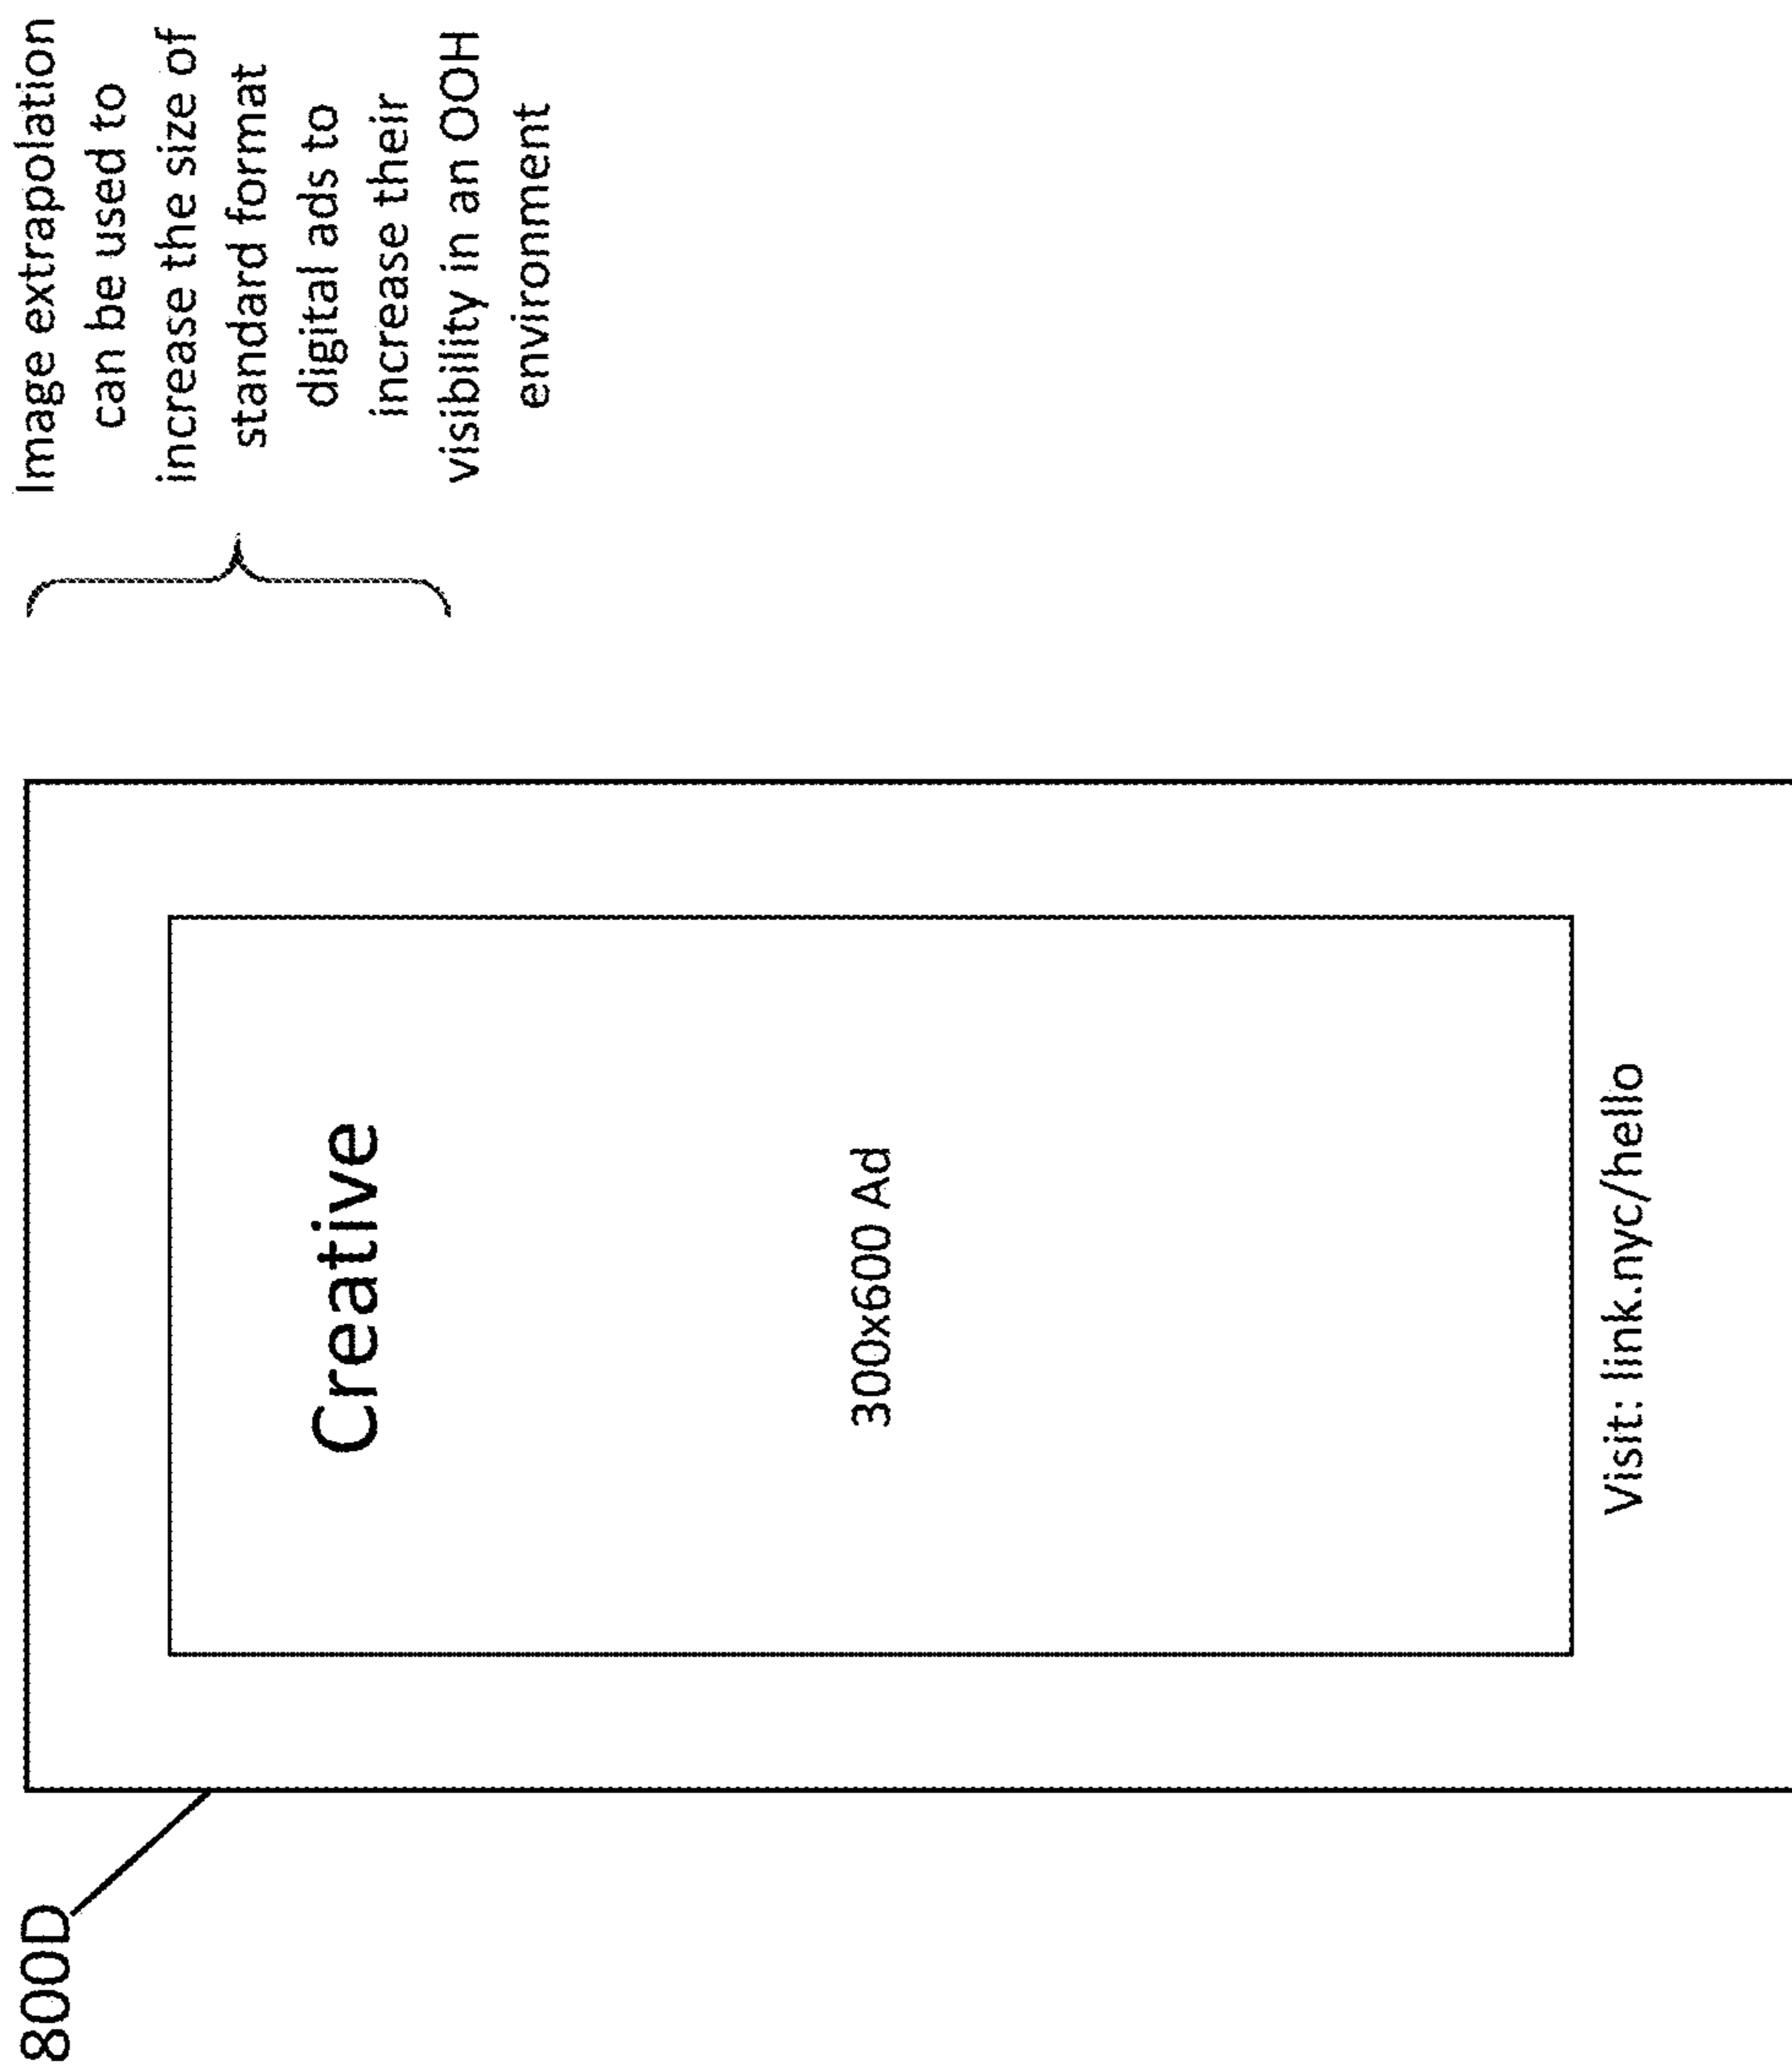 800D
Creative
300x600 Ad
Visit: link.nyc/hello
Image extrapolation
can be used to
increase the size of
standard format
digital ads to
increase their
visibility in an OOH
environment